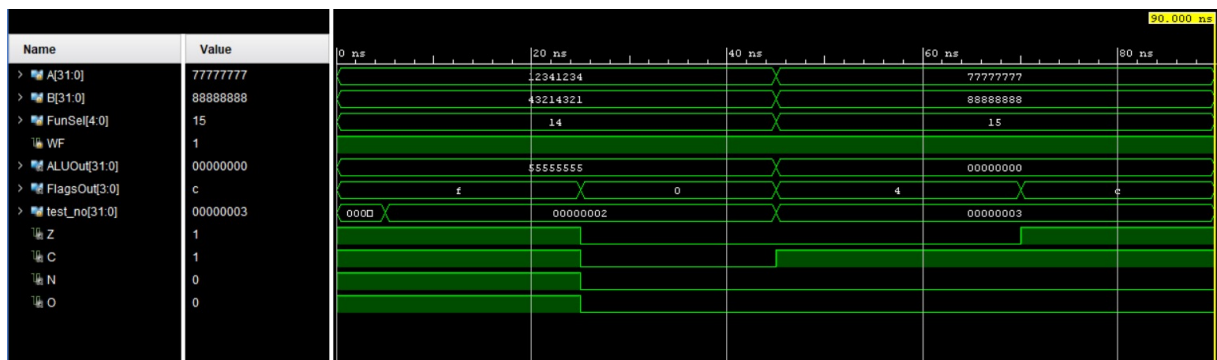 90.000 ns
Name Value
0 ns 20 ns 40 ns 60 ns 80 ns
A[31:0] 77777777 12341234 77777777
B[31:0] 88888888 43214321 88888888
FunSel[4:0] 15 14 15
WF 1
ALUOut[31:0] 00000000 55555555 00000000
FlagsOut[3:0] c f 0 4 c
test_no[31:0] 00000003 000□ 00000002 00000003
Z 1
C 1
N 0
O 0